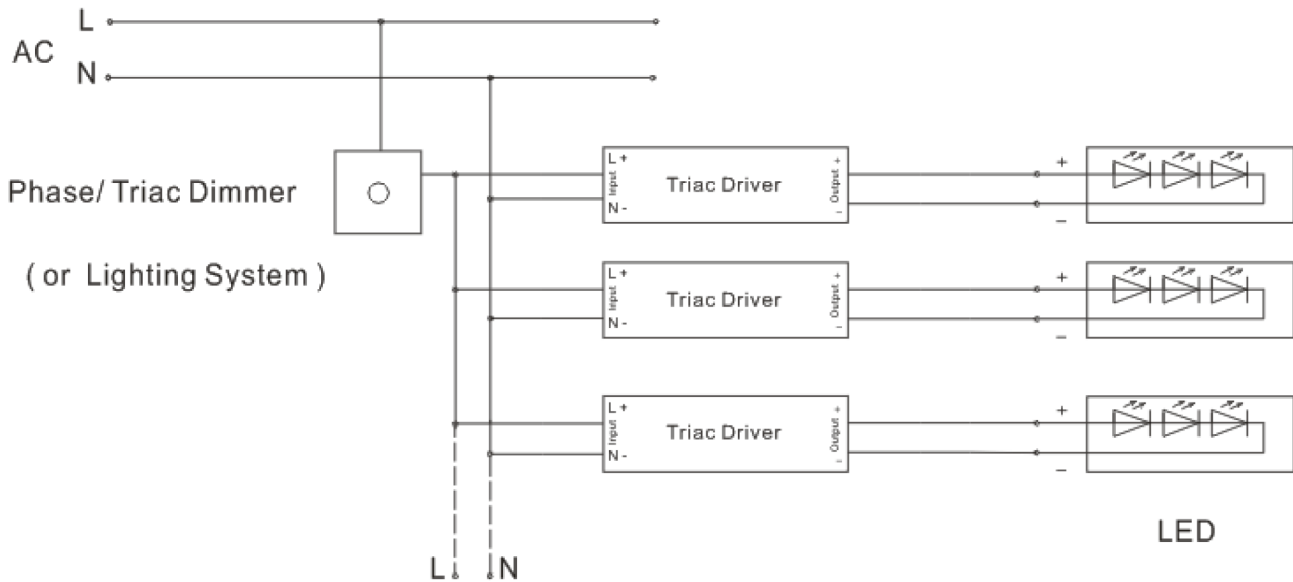 L
AC
N
Phase/ Triac Dimmer
( or Lighting System )
L +
Input
N -
Triac Driver
Output + –
+
–
L +
Input
N -
Triac Driver
Output + –
+
–
L +
Input
N -
Triac Driver
Output + –
+
–
LED
L N